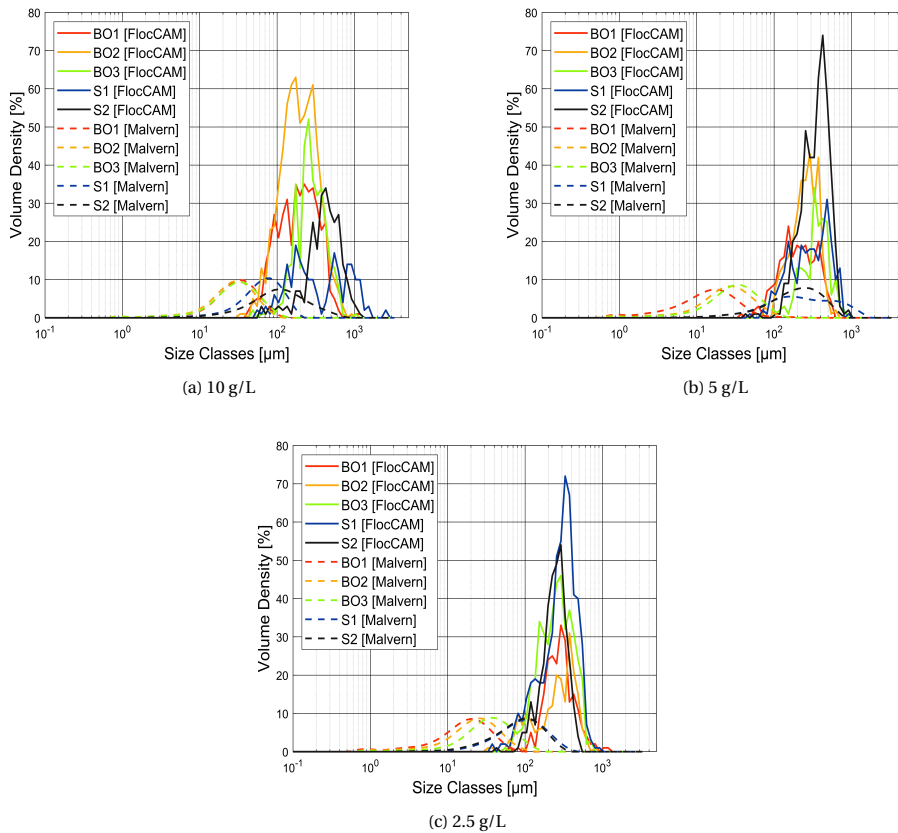 80
70
60
50
40
30
20
10
0
Volume Density [%]
BO1 [FlocCAM]
BO2 [FlocCAM]
BO3 [FlocCAM]
S1 [FlocCAM]
S2 [FlocCAM]
BO1 [Malvern]
BO2 [Malvern]
BO3 [Malvern]
S1 [Malvern]
S2 [Malvern]
10-1 100 101 102 103
Size Classes [µm]
(a) 10 g/L
80
70
60
50
40
30
20
10
0
Volume Density [%]
BO1 [FlocCAM]
BO2 [FlocCAM]
BO3 [FlocCAM]
S1 [FlocCAM]
S2 [FlocCAM]
BO1 [Malvern]
BO2 [Malvern]
BO3 [Malvern]
S1 [Malvern]
S2 [Malvern]
10-1 100 101 102 103
Size Classes [µm]
(b) 5 g/L
80
70
60
50
40
30
20
10
0
Volume Density [%]
BO1 [FlocCAM]
BO2 [FlocCAM]
BO3 [FlocCAM]
S1 [FlocCAM]
S2 [FlocCAM]
BO1 [Malvern]
BO2 [Malvern]
BO3 [Malvern]
S1 [Malvern]
S2 [Malvern]
10-1 100 101 102 103
Size Classes [µm]
(c) 2.5 g/L